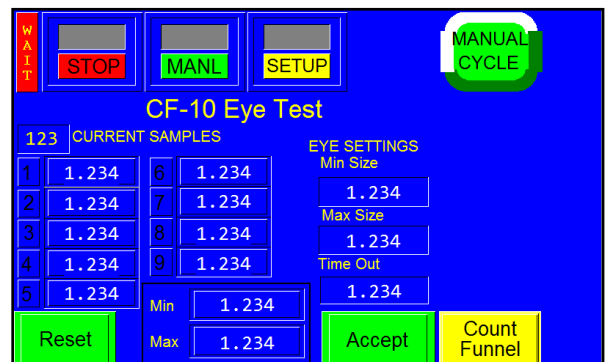 WAIT
STOP
MANL
SETUP
MANUAL
CYCLE
CF-10 Eye Test
123 CURRENT SAMPLES
1 1.234
2 1.234
3 1.234
4 1.234
5 1.234
6 1.234
7 1.234
8 1.234
9 1.234
Min 1.234
Max 1.234
EYE SETTINGS
Min Size
1.234
Max Size
1.234
Time Out
1.234
Reset
Accept
Count
Funnel